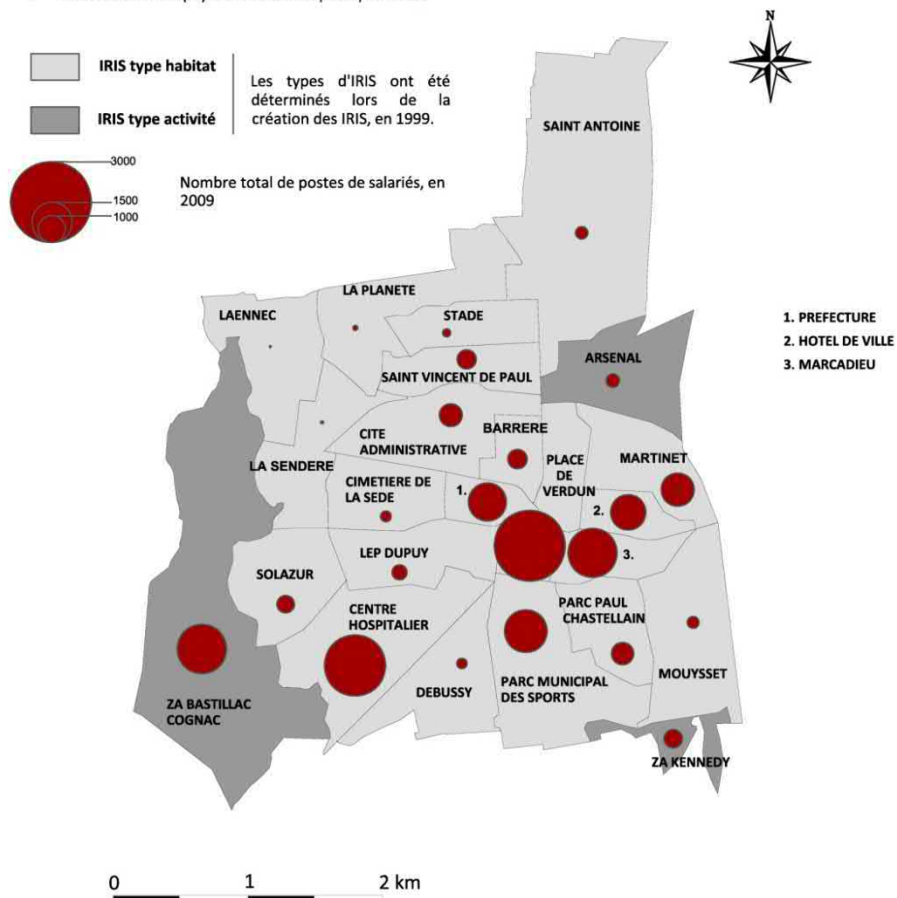 N
IRIS type habitat
IRIS type activité
Les types d'IRIS ont été
déterminés lors de la
création des IRIS, en 1999.
3000
1500
1000
Nombre total de postes de salariés, en
2009
SAINT ANTOINE
LA PLANETE
LAENNEC
STADE
1. PREFECTURE
2. HOTEL DE VILLE
3. MARCADIEU
ARSENAL
SAINT VINCENT DE PAUL
CITE
ADMINISTRATIVE
BARRERE
PLACE
DE
VERDUN
MARTINET
LA SENDERE
CIMETIERE DE
LA SEDE
1.
2.
3.
LEP DUPUY
SOLAZUR
CENTRE
HOSPITALIER
PARC PAUL
CHASTELLAIN
DEBUSSY
PARC MUNICIPAL
DES SPORTS
MOUYSSET
ZA BASTILLAC
COGNAC
ZA KENNEDY
0 1 2 km